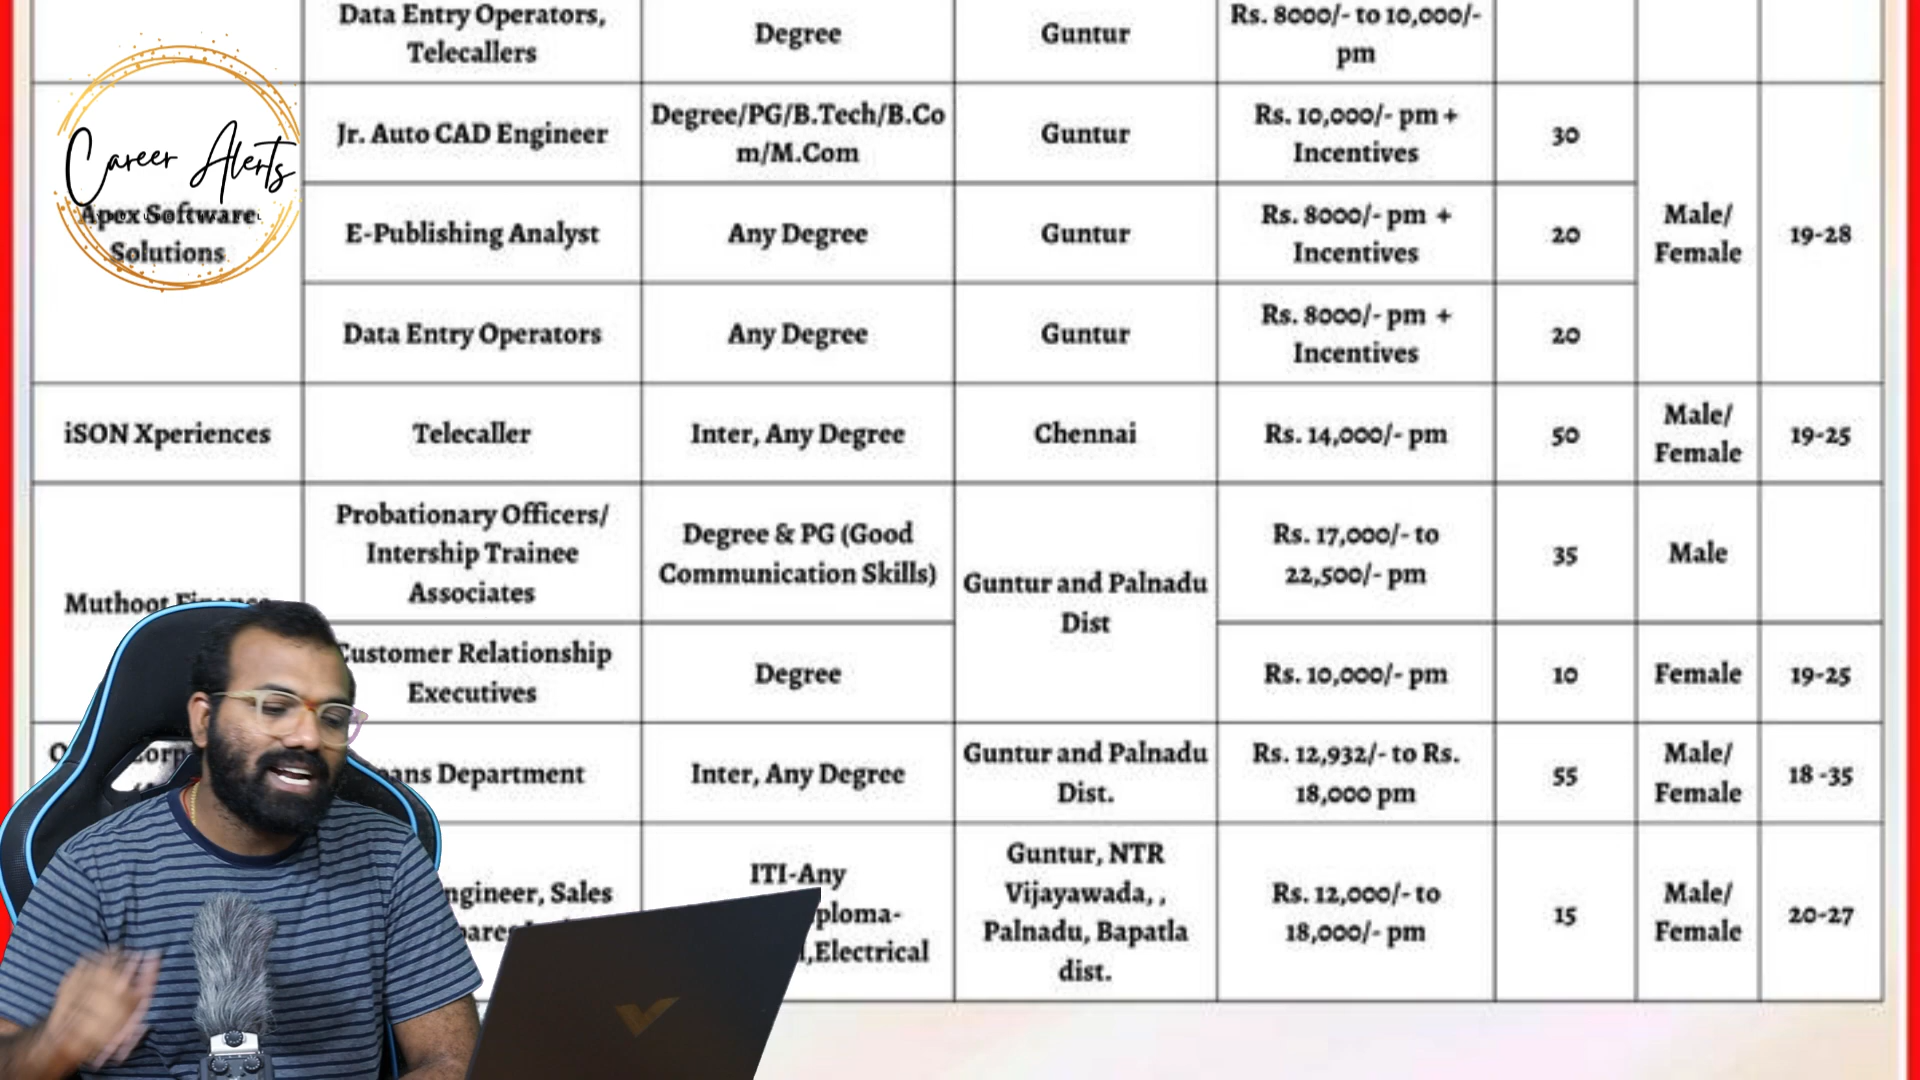 Data Entry Operators,
Telecallers
Degree
Guntur
Rs. 8000/- to 10,000/-
pm
Career Alerts
Apex Software
Solutions
Jr. Auto CAD Engineer
Degree/PG/B.Tech/B.Co
m/M.Com
Guntur
Rs. 10,000/- pm +
Incentives
30
Male/
Female
19-28
E-Publishing Analyst
Any Degree
Guntur
Rs. 8000/- pm +
Incentives
20
Data Entry Operators
Any Degree
Guntur
Rs. 8000/- pm +
Incentives
20
iSON Xperiences
Telecaller
Inter, Any Degree
Chennai
Rs. 14,000/- pm
50
Male/
Female
19-25
Muthoot
Probationary Officers/
Intership Trainee
Associates
Degree & PG (Good
Communication Skills)
Guntur and Palnadu
Dist
Rs. 17,000/- to
22,500/- pm
35
Male
Customer Relationship
Executives
Degree
Rs. 10,000/- pm
10
Female
19-25
Department
Inter, Any Degree
Guntur and Palnadu
Dist.
Rs. 12,932/- to Rs.
18,000 pm
55
Male/
Female
18 -35
Sales
ITI-Any
Electrical
Guntur, NTR
Vijayawada, ,
Palnadu, Bapatla
dist.
Rs. 12,000/- to
18,000/- pm
15
Male/
Female
20-27